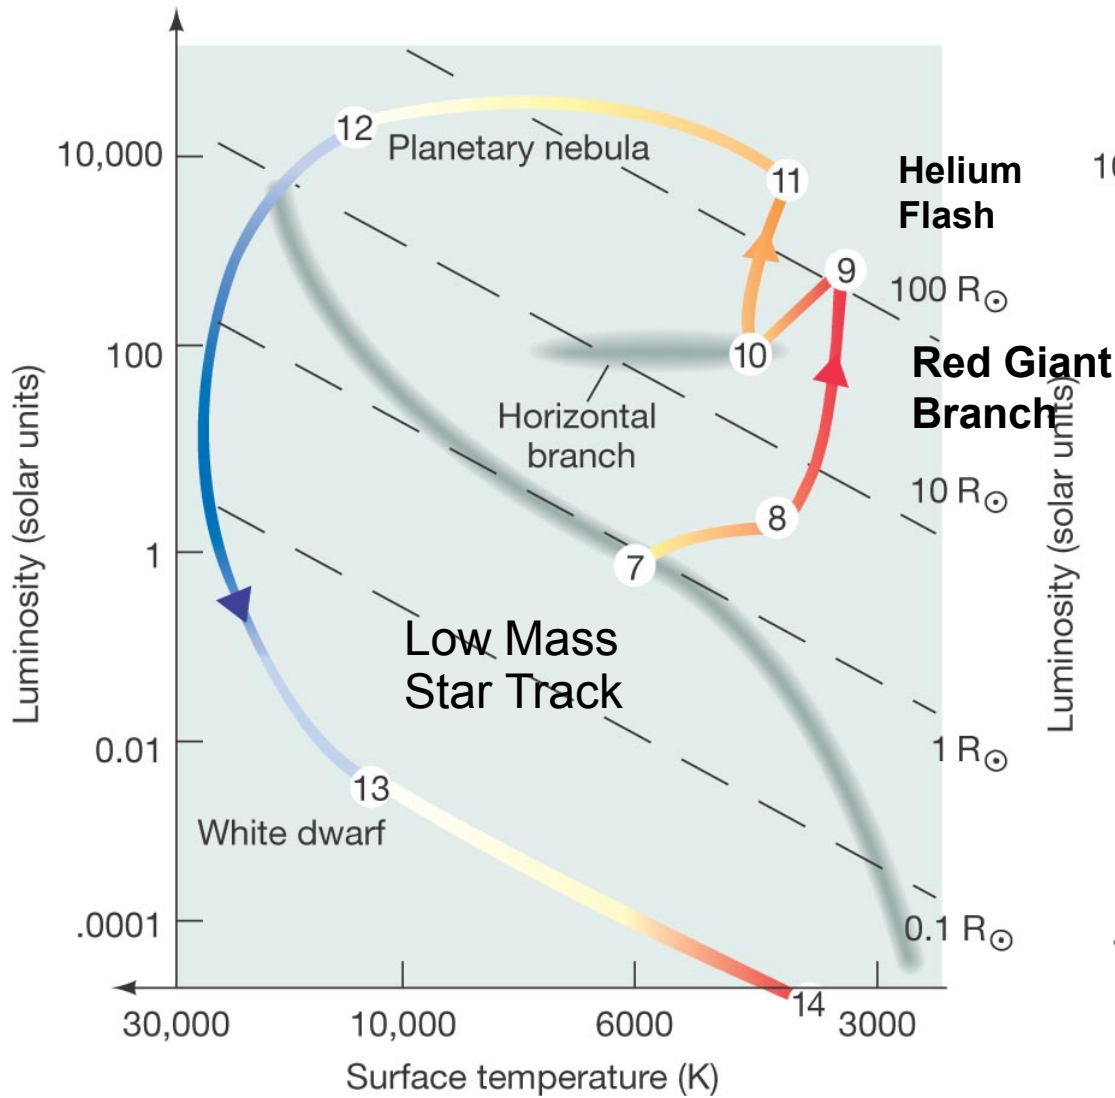 12
Planetary nebula
10,000
11
Helium
Flash
10
9
100 R☉
100
10
Red Giant
Branch
Horizontal
branch
10 R☉
8
1
7
Low Mass
Star Track
0.01
1 R☉
13
White dwarf
.0001
0.1 R☉
14
30,000
10,000
6000
3000
Surface temperature (K)
Luminosity (solar units)
Luminosity (solar units)